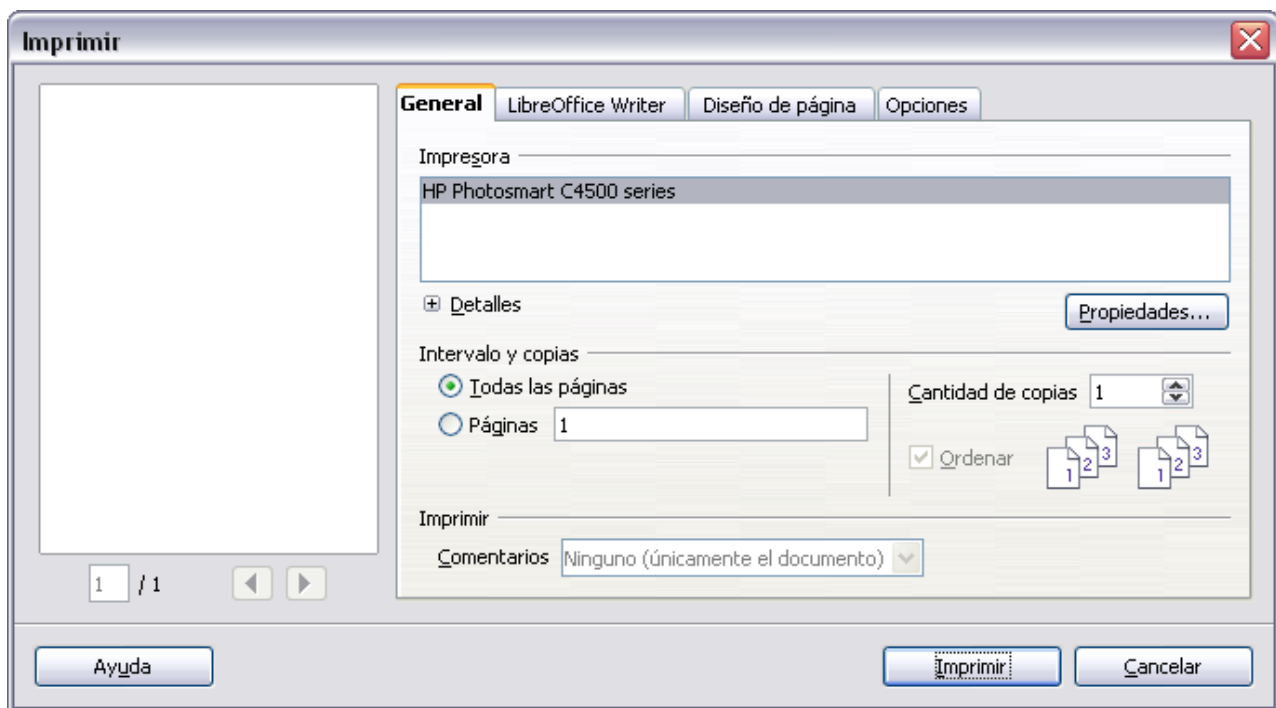 Imprimir
General LibreOffice Writer Diseño de página Opciones
Impresora
HP Photosmart C4500 series
Detalles
Propiedades...
Intervalo y copias
Todas las páginas
Cantidad de copias 1
Páginas 1
Ordenar 1 2 3 1 2 3
Imprimir
Comentarios Ninguno (únicamente el documento)
1 / 1
Ayuda Imprimir Cancelar